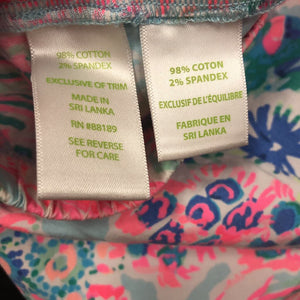 98% COTTON
2% SPANDEX
EXCLUSIVE OF TRIM
MADE IN
SRI LANKA
RN #88189
SEE REVERSE
FOR CARE
98% COTON
2% SPANDEX
EXCLUSIF DE L'ÉQUILIBRE
FABRIQUE EN
SRI LANKA